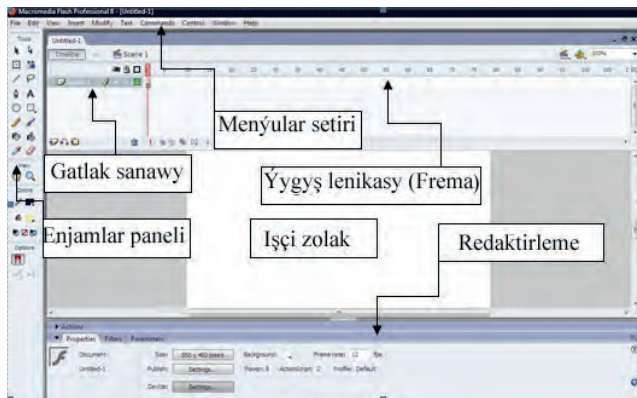 Macromedia Flash Professional 8 - [Untitled-1]
File Edit View Insert Modify Text Commands Control Window Help
Tools
Untitled-1
Timeline Scene 1 100%
Menýular setiri
Gatlak sanawy
Ýygyş lenikasy (Frema)
Enjamlar paneli
Işçi zolak
Redaktirleme
Options
Actions
Properties Filters Parameters
Document Size: 550 x 400 pixels Background: Frame rate: 12 fps
Untitled-1 Publish: Settings... Player: 8 ActionScript: 2 Profile: Default
Device: Settings...